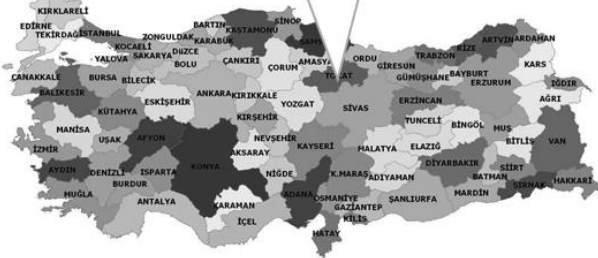 KIRKLARELİ
EDİRNE
TEKİRDAĞ
İSTANBUL
KOCAELİ
YALOVA
SAKARYA
ZONGULDAK
DÜZCE
BOLU
BARTIN
KARABÜK
KASTAMONU
SİNOP
SAMS
ÇANKIRI
ÇORUM
AMASYA
TOKAT
ORDU
GİRESUN
TRABZON
RİZE
ARTVİN
ARDAHAN
GÜMÜŞHANE
BAYBURT
ERZURUM
KARS
IĞDIR
AĞRI
ÇANAKKALE
BALIKESİR
BURSA
BİLECİK
KÜTAHYA
ESKİŞEHİR
ANKARA
KIRIKKALE
YOZGAT
SİVAS
ERZİNCAN
TUNCELİ
BİNGÖL
MUŞ
BİTLİS
VAN
MANİSA
İZMİR
UŞAK
AFYON
KONYA
KIRŞEHİR
NEVŞEHİR
AKSARAY
KAYSERİ
MALATYA
ELAZIĞ
DİYARBAKIR
BATMAN
SİİRT
ŞIRNAK
HAKKARİ
AYDIN
DENİZLİ
ISPARTA
BURDUR
MUĞLA
ANTALYA
NİĞDE
KARAMAN
İÇEL
ADANA
K.MARAŞ
OSMANİYE
GAZİANTEP
KİLİS
HATAY
ADIYAMAN
ŞANLIURFA
MARDİN